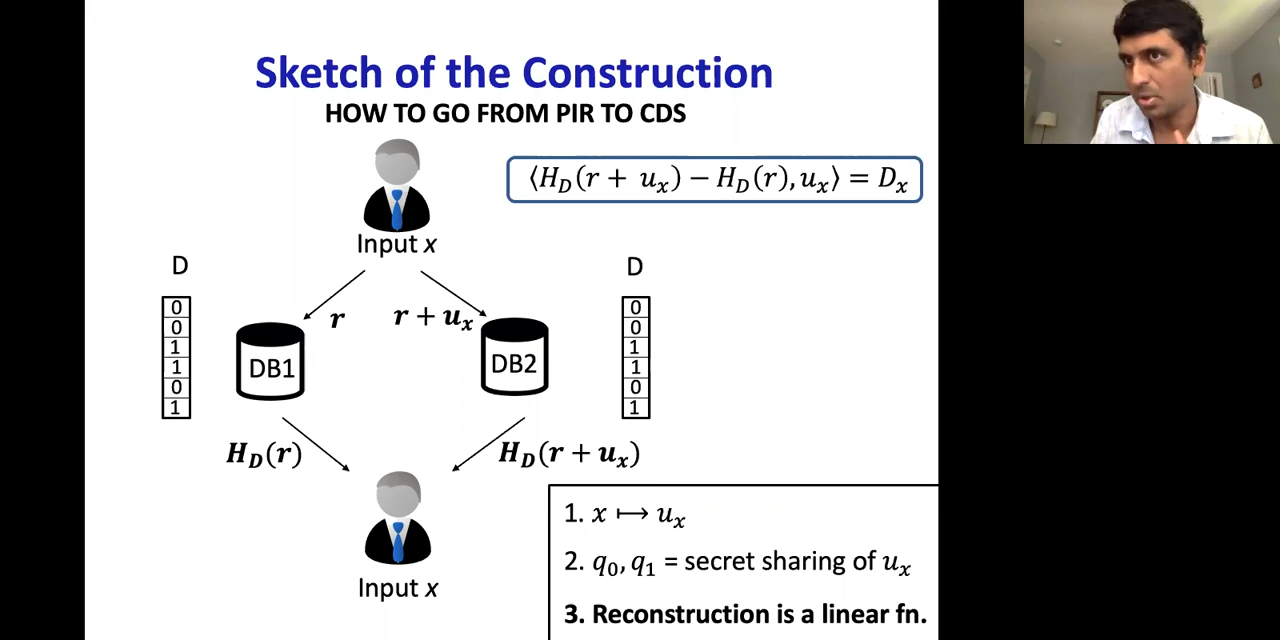 Sketch of the Construction
HOW TO GO FROM PIR TO CDS
⟨H_D(r + u_x) − H_D(r), u_x⟩ = D_x
Input x
D
D
0
0
1
1
0
1
r
r + u_x
DB1
DB2
0
0
1
1
0
1
H_D(r)
H_D(r + u_x)
Input x
1. x ⟼ u_x
2. q_0, q_1 = secret sharing of u_x
3. Reconstruction is a linear fn.